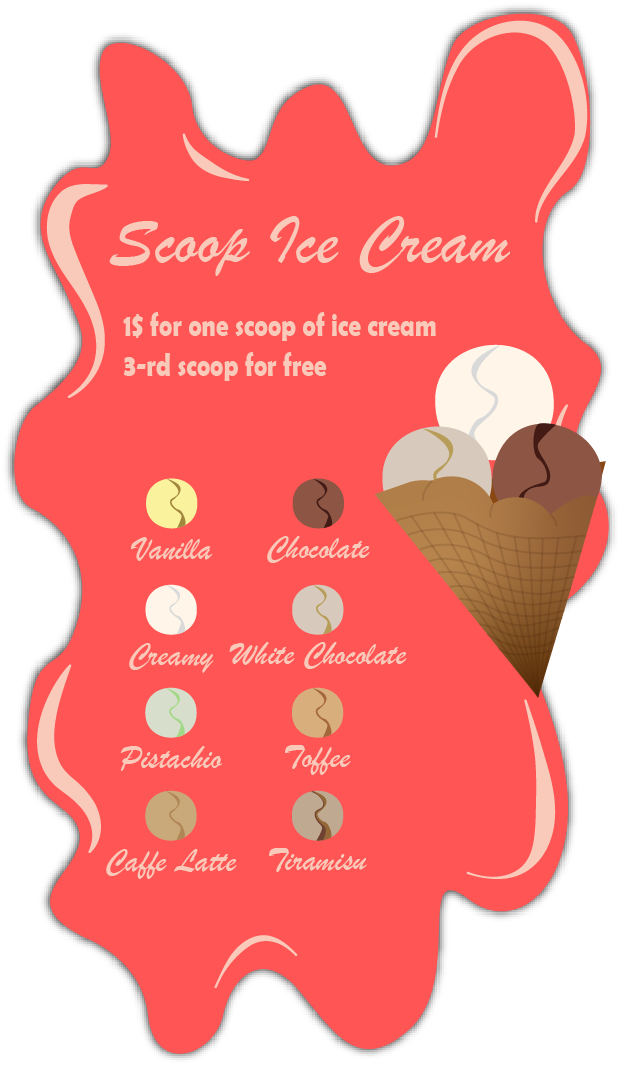 Scoop Ice Cream
1$ for one scoop of ice cream
3-rd scoop for free
Vanilla Chocolate
Creamy White Chocolate
Pistachio Toffee
Caffe Latte Tiramisu